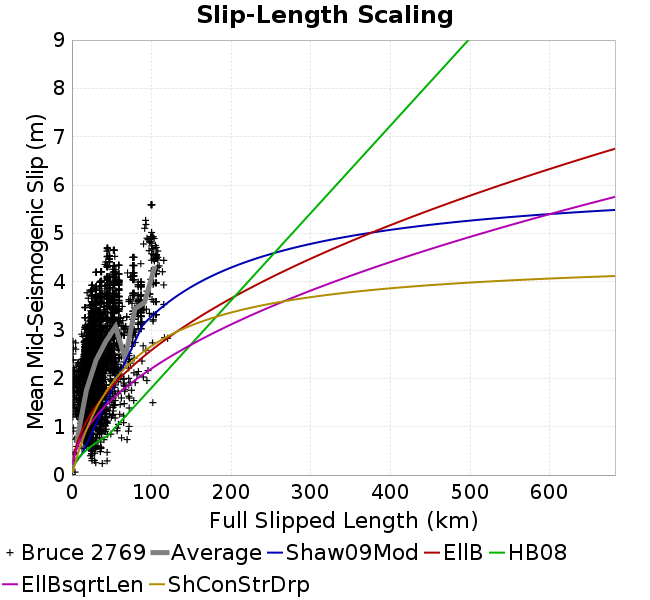 Slip-Length Scaling
Mean Mid-Seismogenic Slip (m)
9
8
7
6
5
4
3
2
1
0
0 100 200 300 400 500 600
Full Slipped Length (km)
Bruce 2769 Average Shaw09Mod EllB HB08
EllBsqrtLen ShConStrDrp